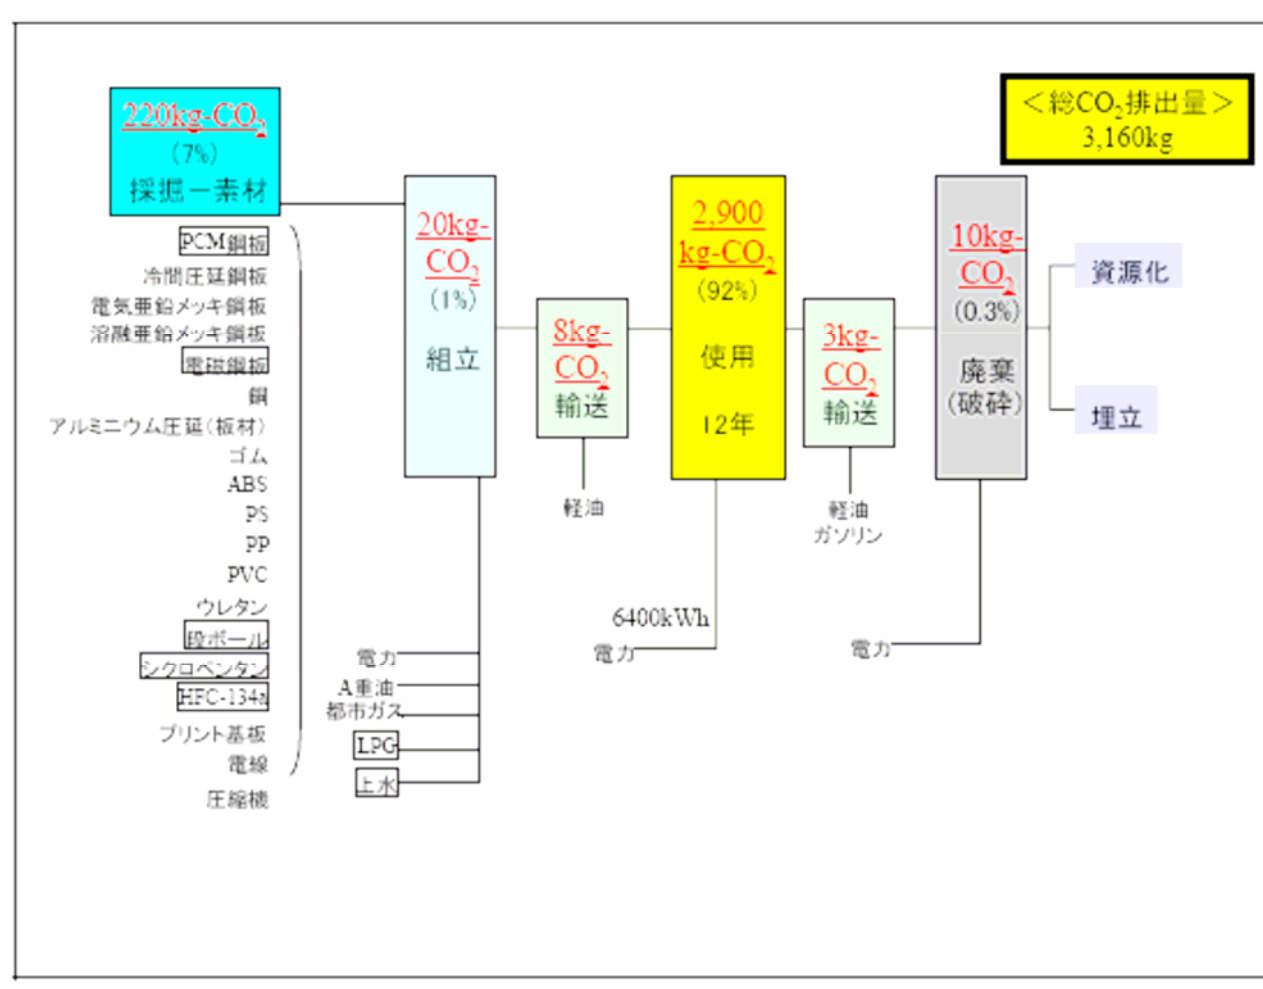 220kg-CO2
(7%)
採掘－素材
PCM鋼板
冷間圧延鋼板
電気亜鉛メッキ鋼板
溶融亜鉛メッキ鋼板
電磁鋼板
銅
アルミニウム圧延(板材)
ゴム
ABS
PS
PP
PVC
ウレタン
段ボール
シクロペンタン
HFC-134a
プリント基板
電線
圧縮機
20kg-
CO2
(1%)
組立
電力
A重油
都市ガス
LPG
上水
8kg-
CO2
輸送
軽油
2,900
kg-CO2
(92%)
使用
12年
6400kWh
電力
3kg-
CO2
輸送
軽油
ガソリン
10kg-
CO2
(0.3%)
廃棄
(破砕)
電力
資源化
埋立
＜総CO2排出量＞
3,160kg